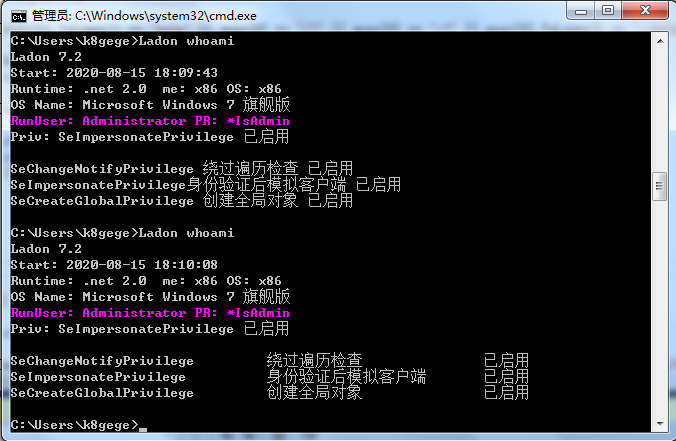 管理员: C:\Windows\system32\cmd.exe
C:\Users\k8gege>Ladon whoami
Ladon 7.2
Start: 2020-08-15 18:09:43
Runtime: .net 2.0  me: x86 OS: x86
OS Name: Microsoft Windows 7 旗舰版
RunUser: Administrator PR: *IsAdmin
Priv: SeImpersonatePrivilege 已启用
SeChangeNotifyPrivilege 绕过遍历检查 已启用
SeImpersonatePrivilege身份验证后模拟客户端 已启用
SeCreateGlobalPrivilege 创建全局对象 已启用
C:\Users\k8gege>Ladon whoami
Ladon 7.2
Start: 2020-08-15 18:10:08
Runtime: .net 2.0  me: x86 OS: x86
OS Name: Microsoft Windows 7 旗舰版
RunUser: Administrator PR: *IsAdmin
Priv: SeImpersonatePrivilege 已启用
SeChangeNotifyPrivilege 绕过遍历检查 已启用
SeImpersonatePrivilege 身份验证后模拟客户端 已启用
SeCreateGlobalPrivilege 创建全局对象 已启用
C:\Users\k8gege>